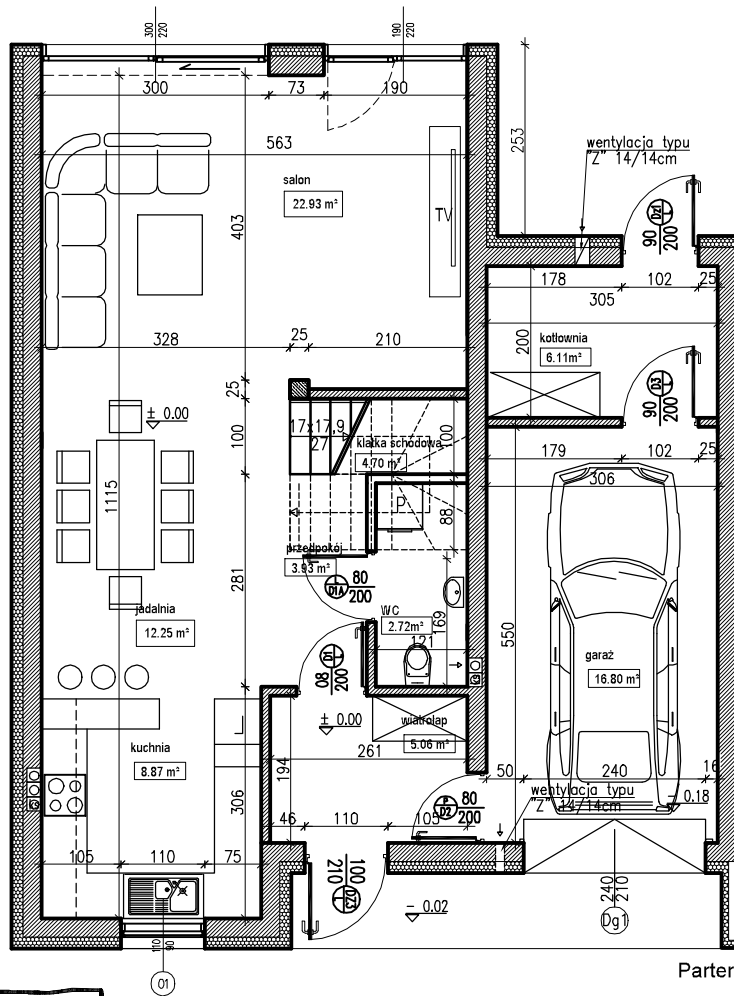 300
220
190
220
300
73
190
563
253
wentylacja typu
"Z" 14/14cm
salon
22.93 m²
TV
403
Dz1
L
90
200
178
102
25
305
328
25
210
200
kotłownia
6.11m²
D3
L
90
200
25
± 0.00
17x17,9
27
100
klatka schodowa
4.70 m²
100
179
102
25
306
1115
P
88
przedpokój
3.93 m²
L
D1A
80
200
281
jadalnia
12.25 m²
WC
2.72m²
169
121
550
garaż
16.80 m²
D1
L
80
200
KS
± 0.00
wiatrołap
5.06 m²
261
kuchnia
8.87 m²
L
194
306
KS
50
240
16
wentylacja typu
"Z" 14/14cm
- 0.18
P
D2
80
200
46
110
105
105
110
75
100
210
DZ3
L
- 0.02
240
210
Dg1
110
90
01
Parter